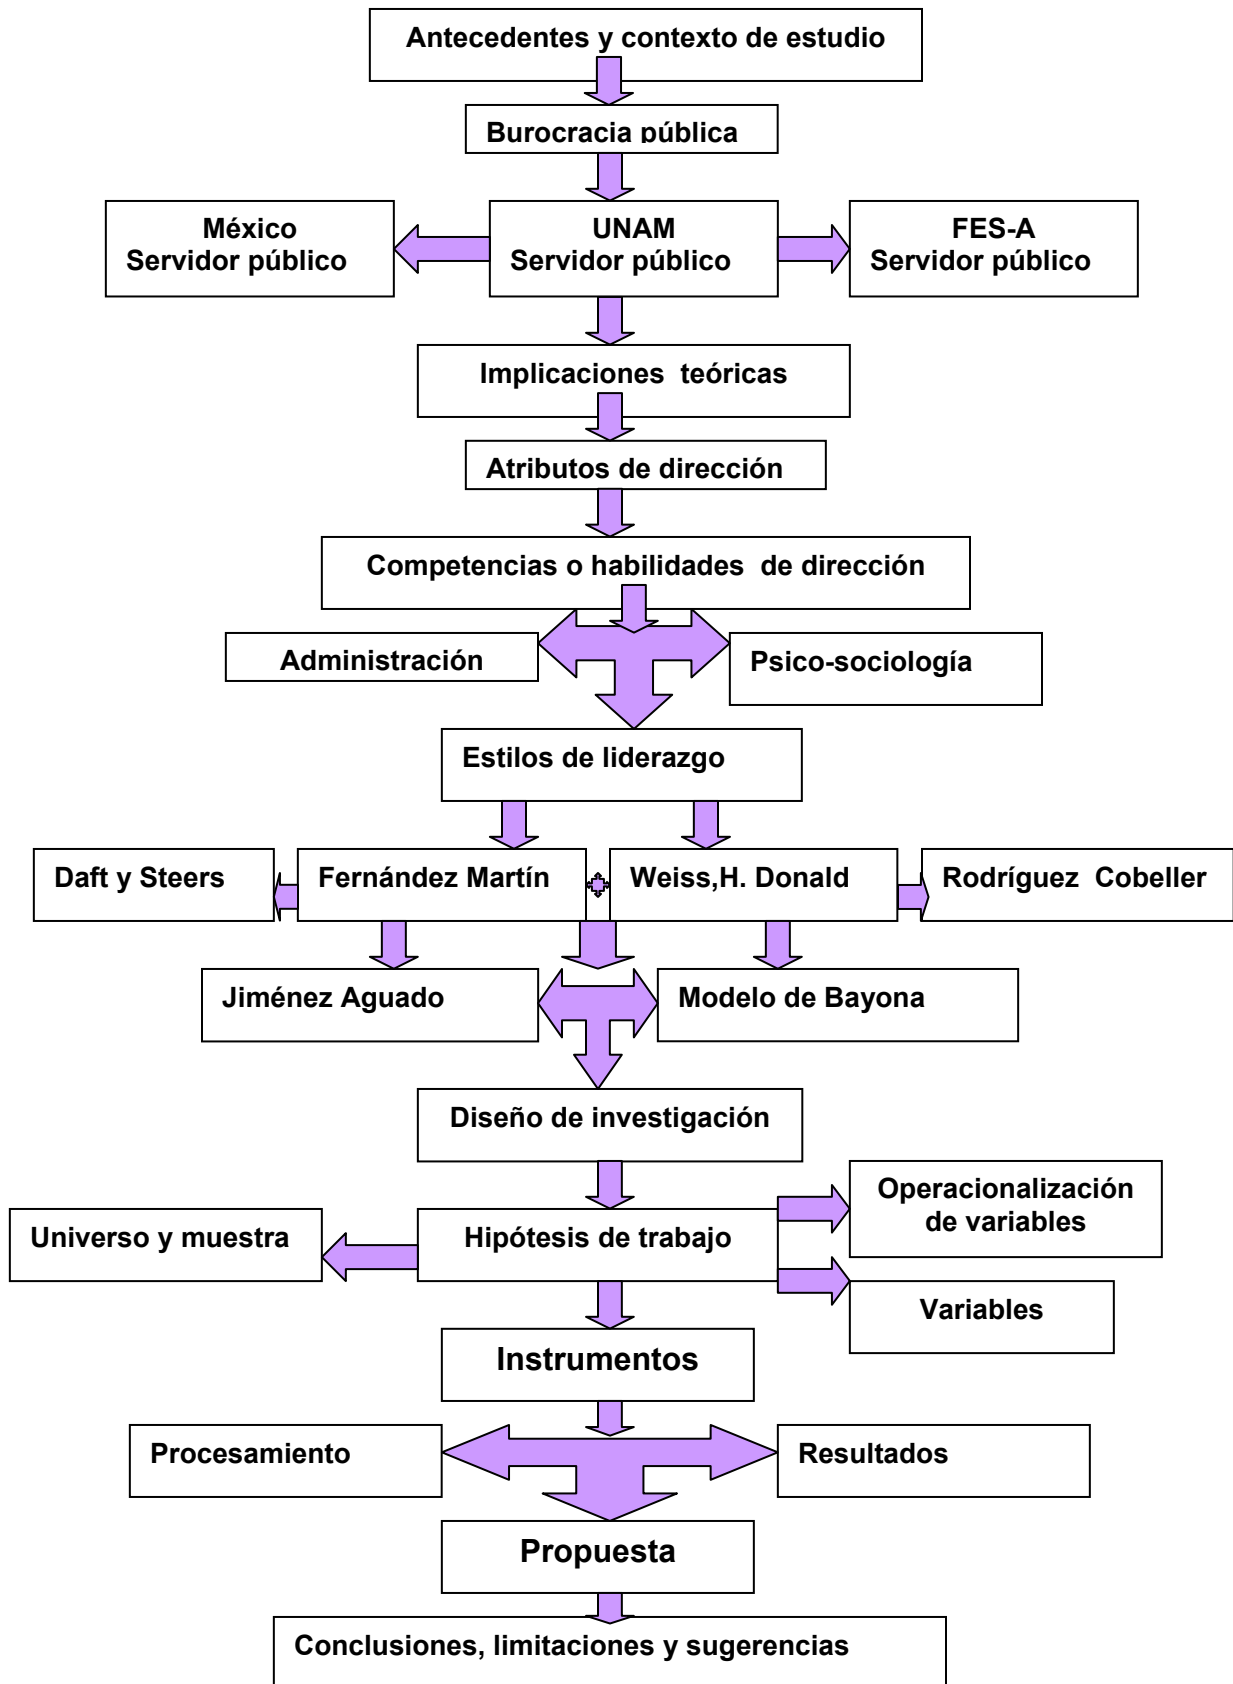 Antecedentes y contexto de estudio
Burocracia pública
México
Servidor público
UNAM
Servidor público
FES-A
Servidor público
Implicaciones teóricas
Atributos de dirección
Competencias o habilidades de dirección
Administración
Psico-sociología
Estilos de liderazgo
Daft y Steers
Fernández Martín
Weiss,H. Donald
Rodríguez Cobeller
Jiménez Aguado
Modelo de Bayona
Diseño de investigación
Operacionalización
de variables
Universo y muestra
Hipótesis de trabajo
Variables
Instrumentos
Procesamiento
Resultados
Propuesta
Conclusiones, limitaciones y sugerencias